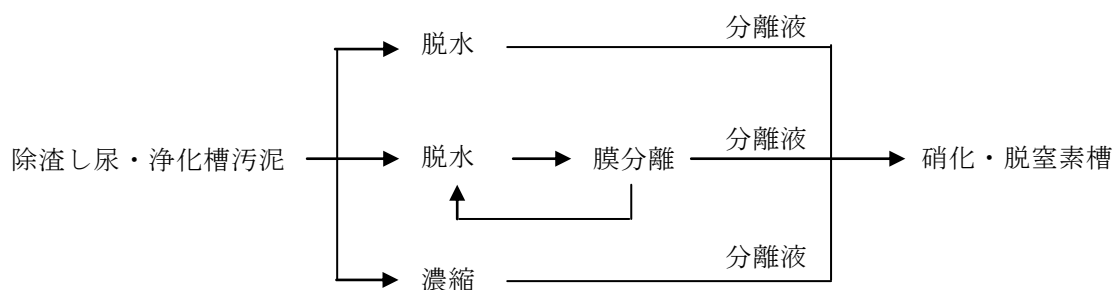 脱水
分離液
除渣し尿・浄化槽汚泥
脱水
膜分離
分離液
硝化・脱窒素槽
濃縮
分離液